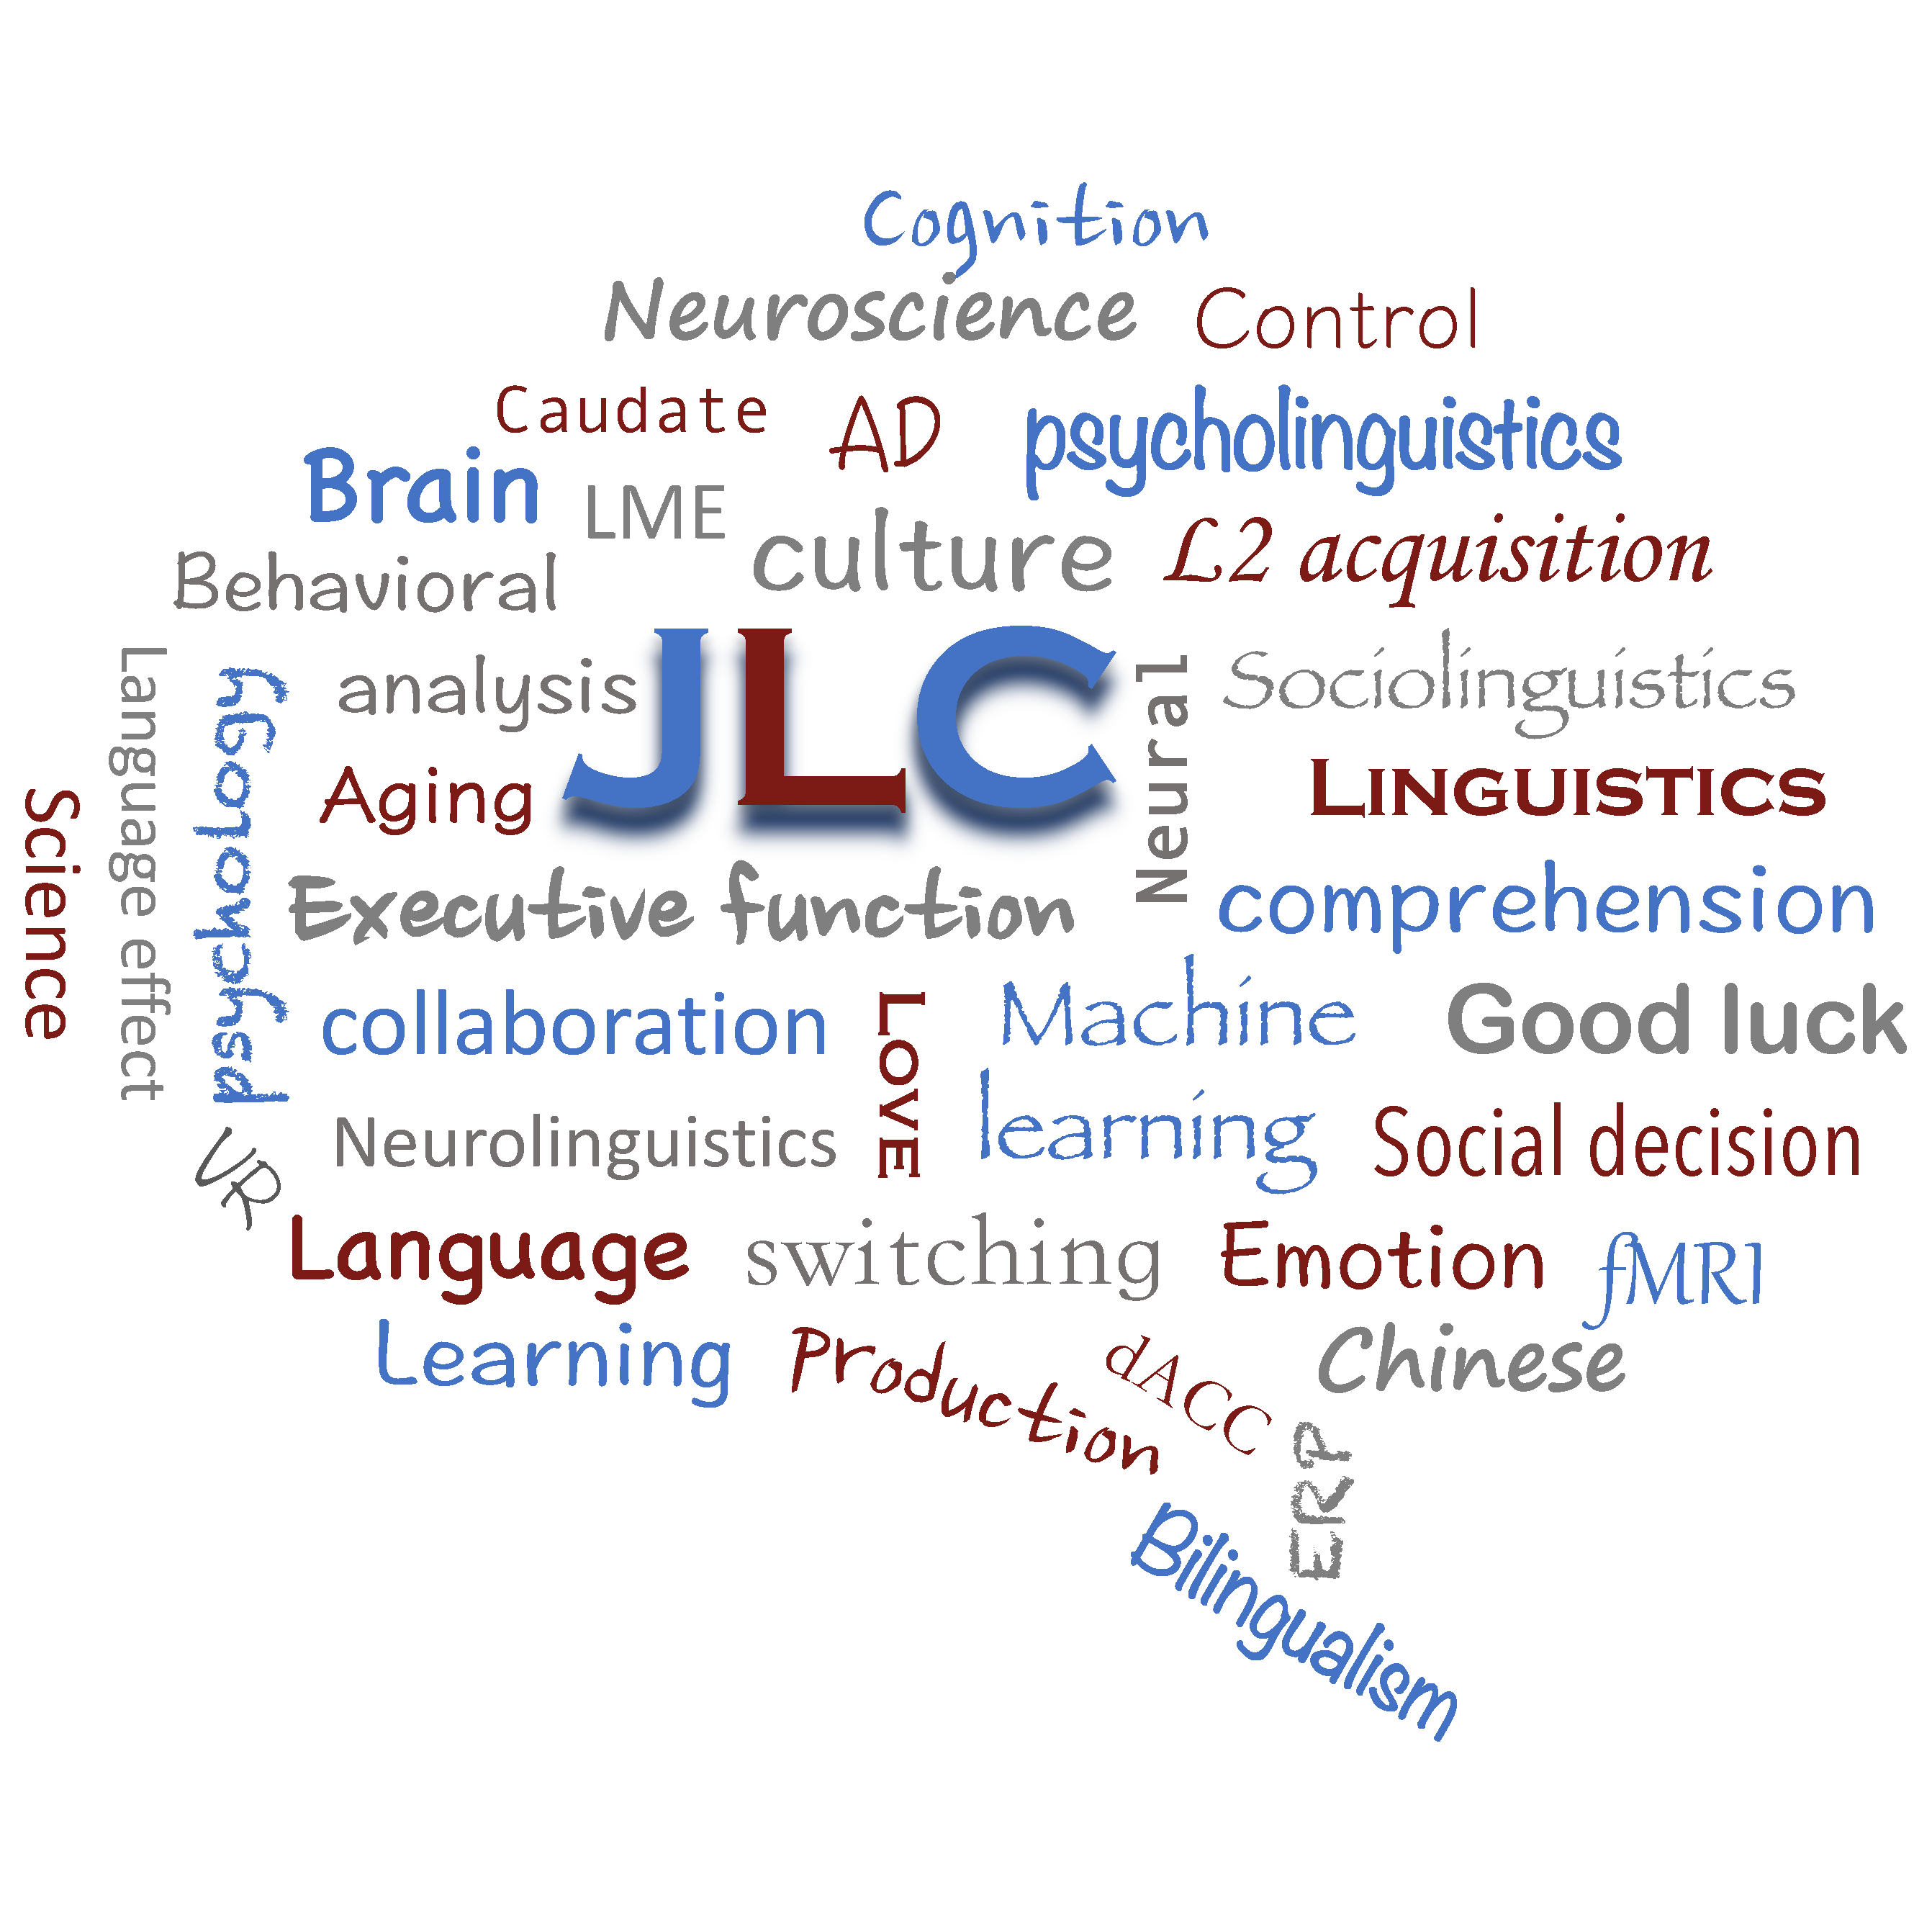 Cognition
Neuroscience
Control
Caudate
AD
psycholinguistics
Brain
LME
culture
L2 acquisition
Behavioral
JLC
analysis
Neural
Sociolinguistics
Language effect
psychology
Science
Aging
LINGUISTICS
Executive function
comprehension
collaboration
LOVE
Machine
learning
Good luck
Neurolinguistics
Social decision
VR
Language
switching
Emotion
fMRI
Learning
Production
dACC
Chinese
ERP
Bilingualism